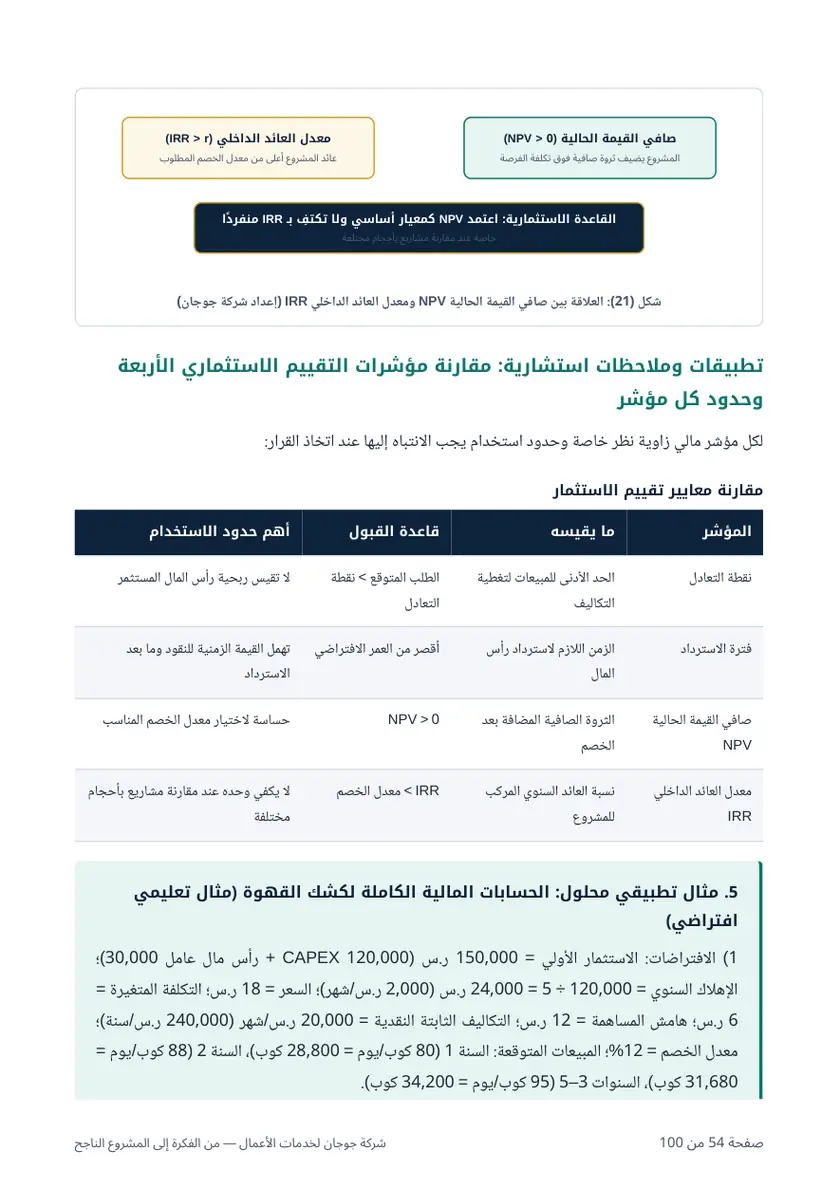 صافي القيمة الحالية (NPV > 0)
المشروع يضيف ثروة صافية فوق تكلفة الفرصة
معدل العائد الداخلي (IRR > r)
عائد المشروع أعلى من معدل الخصم المطلوب
القاعدة الاستثمارية: اعتمد NPV كمعيار أساسي ولا تكتفِ بـ IRR منفردًا
خاصة عند مقارنة مشاريع بأحجام مختلفة
شكل (21): العلاقة بين صافي القيمة الحالية NPV ومعدل العائد الداخلي IRR (إعداد شركة جوجان)
تطبيقات وملاحظات استشارية: مقارنة مؤشرات التقييم الاستثماري الأربعة
وحدود كل مؤشر
لكل مؤشر مالي زاوية نظر خاصة وحدود استخدام يجب الانتباه إليها عند اتخاذ القرار:
مقارنة معايير تقييم الاستثمار
المؤشر ما يقيسه قاعدة القبول أهم حدود الاستخدام
نقطة التعادل الحد الأدنى للمبيعات لتغطية الطلب المتوقع > نقطة لا تقيس ربحية رأس المال المستثمر
التكاليف التعادل
فترة الاسترداد الزمن اللازم لاسترداد رأس أقصر من العمر الافتراضي تهمل القيمة الزمنية للنقود وما بعد
المال الاسترداد
صافي القيمة الحالية الثروة الصافية المضافة بعد NPV > 0 حساسة لاختيار معدل الخصم المناسب
NPV الخصم
معدل العائد الداخلي نسبة العائد السنوي المركب IRR > معدل الخصم لا يكفي وحده عند مقارنة مشاريع بأحجام
IRR للمشروع مختلفة
5. مثال تطبيقي محلول: الحسابات المالية الكاملة لكشك القهوة (مثال تعليمي
افتراضي)
1) الافتراضات: الاستثمار الأولي = 150,000 ر.س (CAPEX 120,000 + رأس مال عامل 30,000)؛
الإهلاك السنوي = 120,000 ÷ 5 = 24,000 ر.س (2,000 ر.س/شهر)؛ السعر = 18 ر.س؛ التكلفة المتغيرة =
6 ر.س؛ هامش المساهمة = 12 ر.س؛ التكاليف الثابتة النقدية = 20,000 ر.س/شهر (240,000 ر.س/سنة)؛
معدل الخصم = 12%؛ المبيعات المتوقعة: السنة 1 (80 كوب/يوم = 28,800 كوب)، السنة 2 (88 كوب/يوم =
31,680 كوب)، السنوات 3–5 (95 كوب/يوم = 34,200 كوب).
صفحة 54 من 100
شركة جوجان لخدمات الأعمال — من الفكرة إلى المشروع الناجح